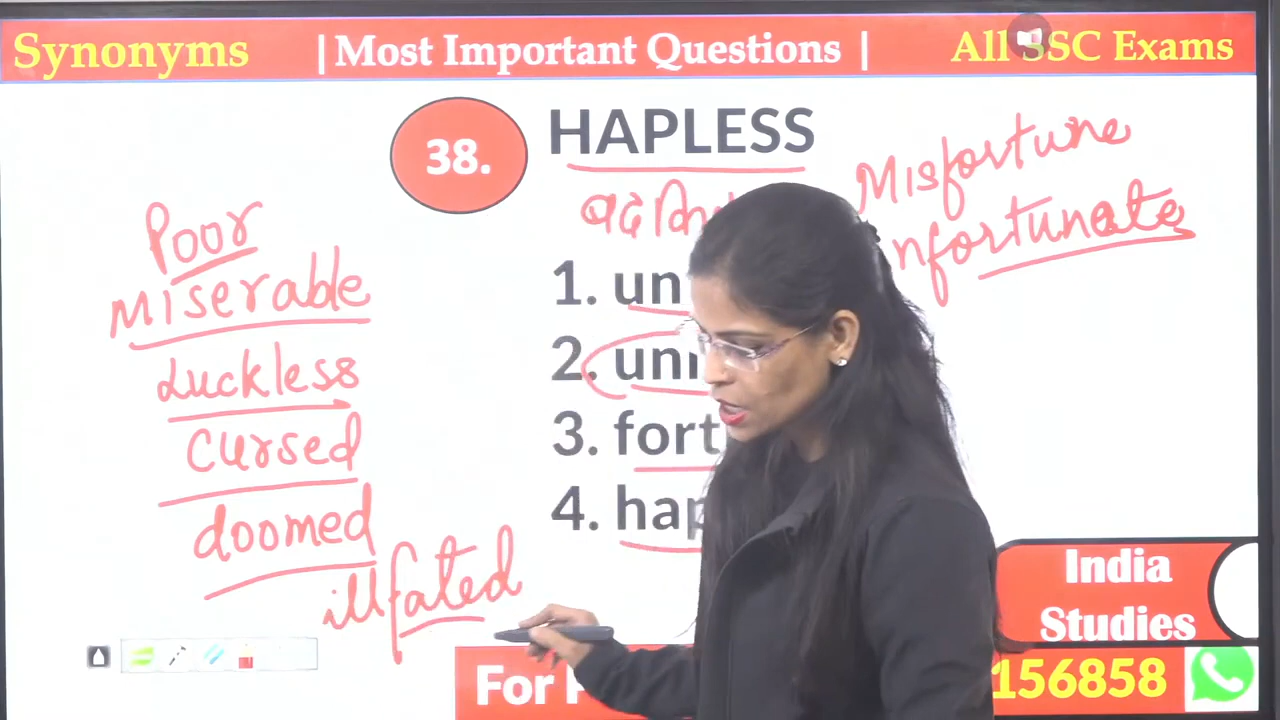 Synonyms | Most Important Questions | All SSC Exams
38. HAPLESS
Misfortune
nfortunate
Poor
miserable
Luckless
cursed
doomed
illfated
1. un
2. un
3. fort
4. hap
India
Studies
For
156858